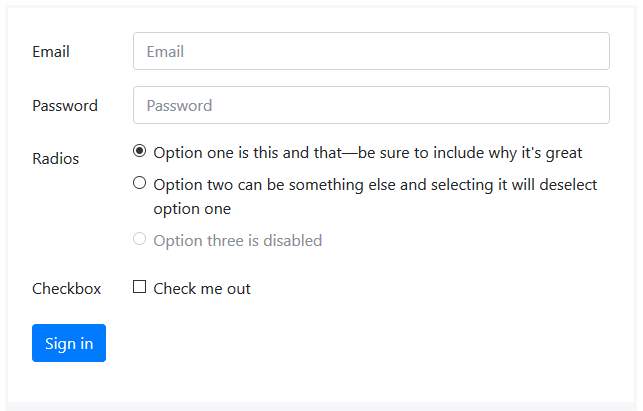 Email Email
Password Password
Radios Option one is this and that—be sure to include why it's great
Option two can be something else and selecting it will deselect
option one
Option three is disabled
Checkbox Check me out
Sign in